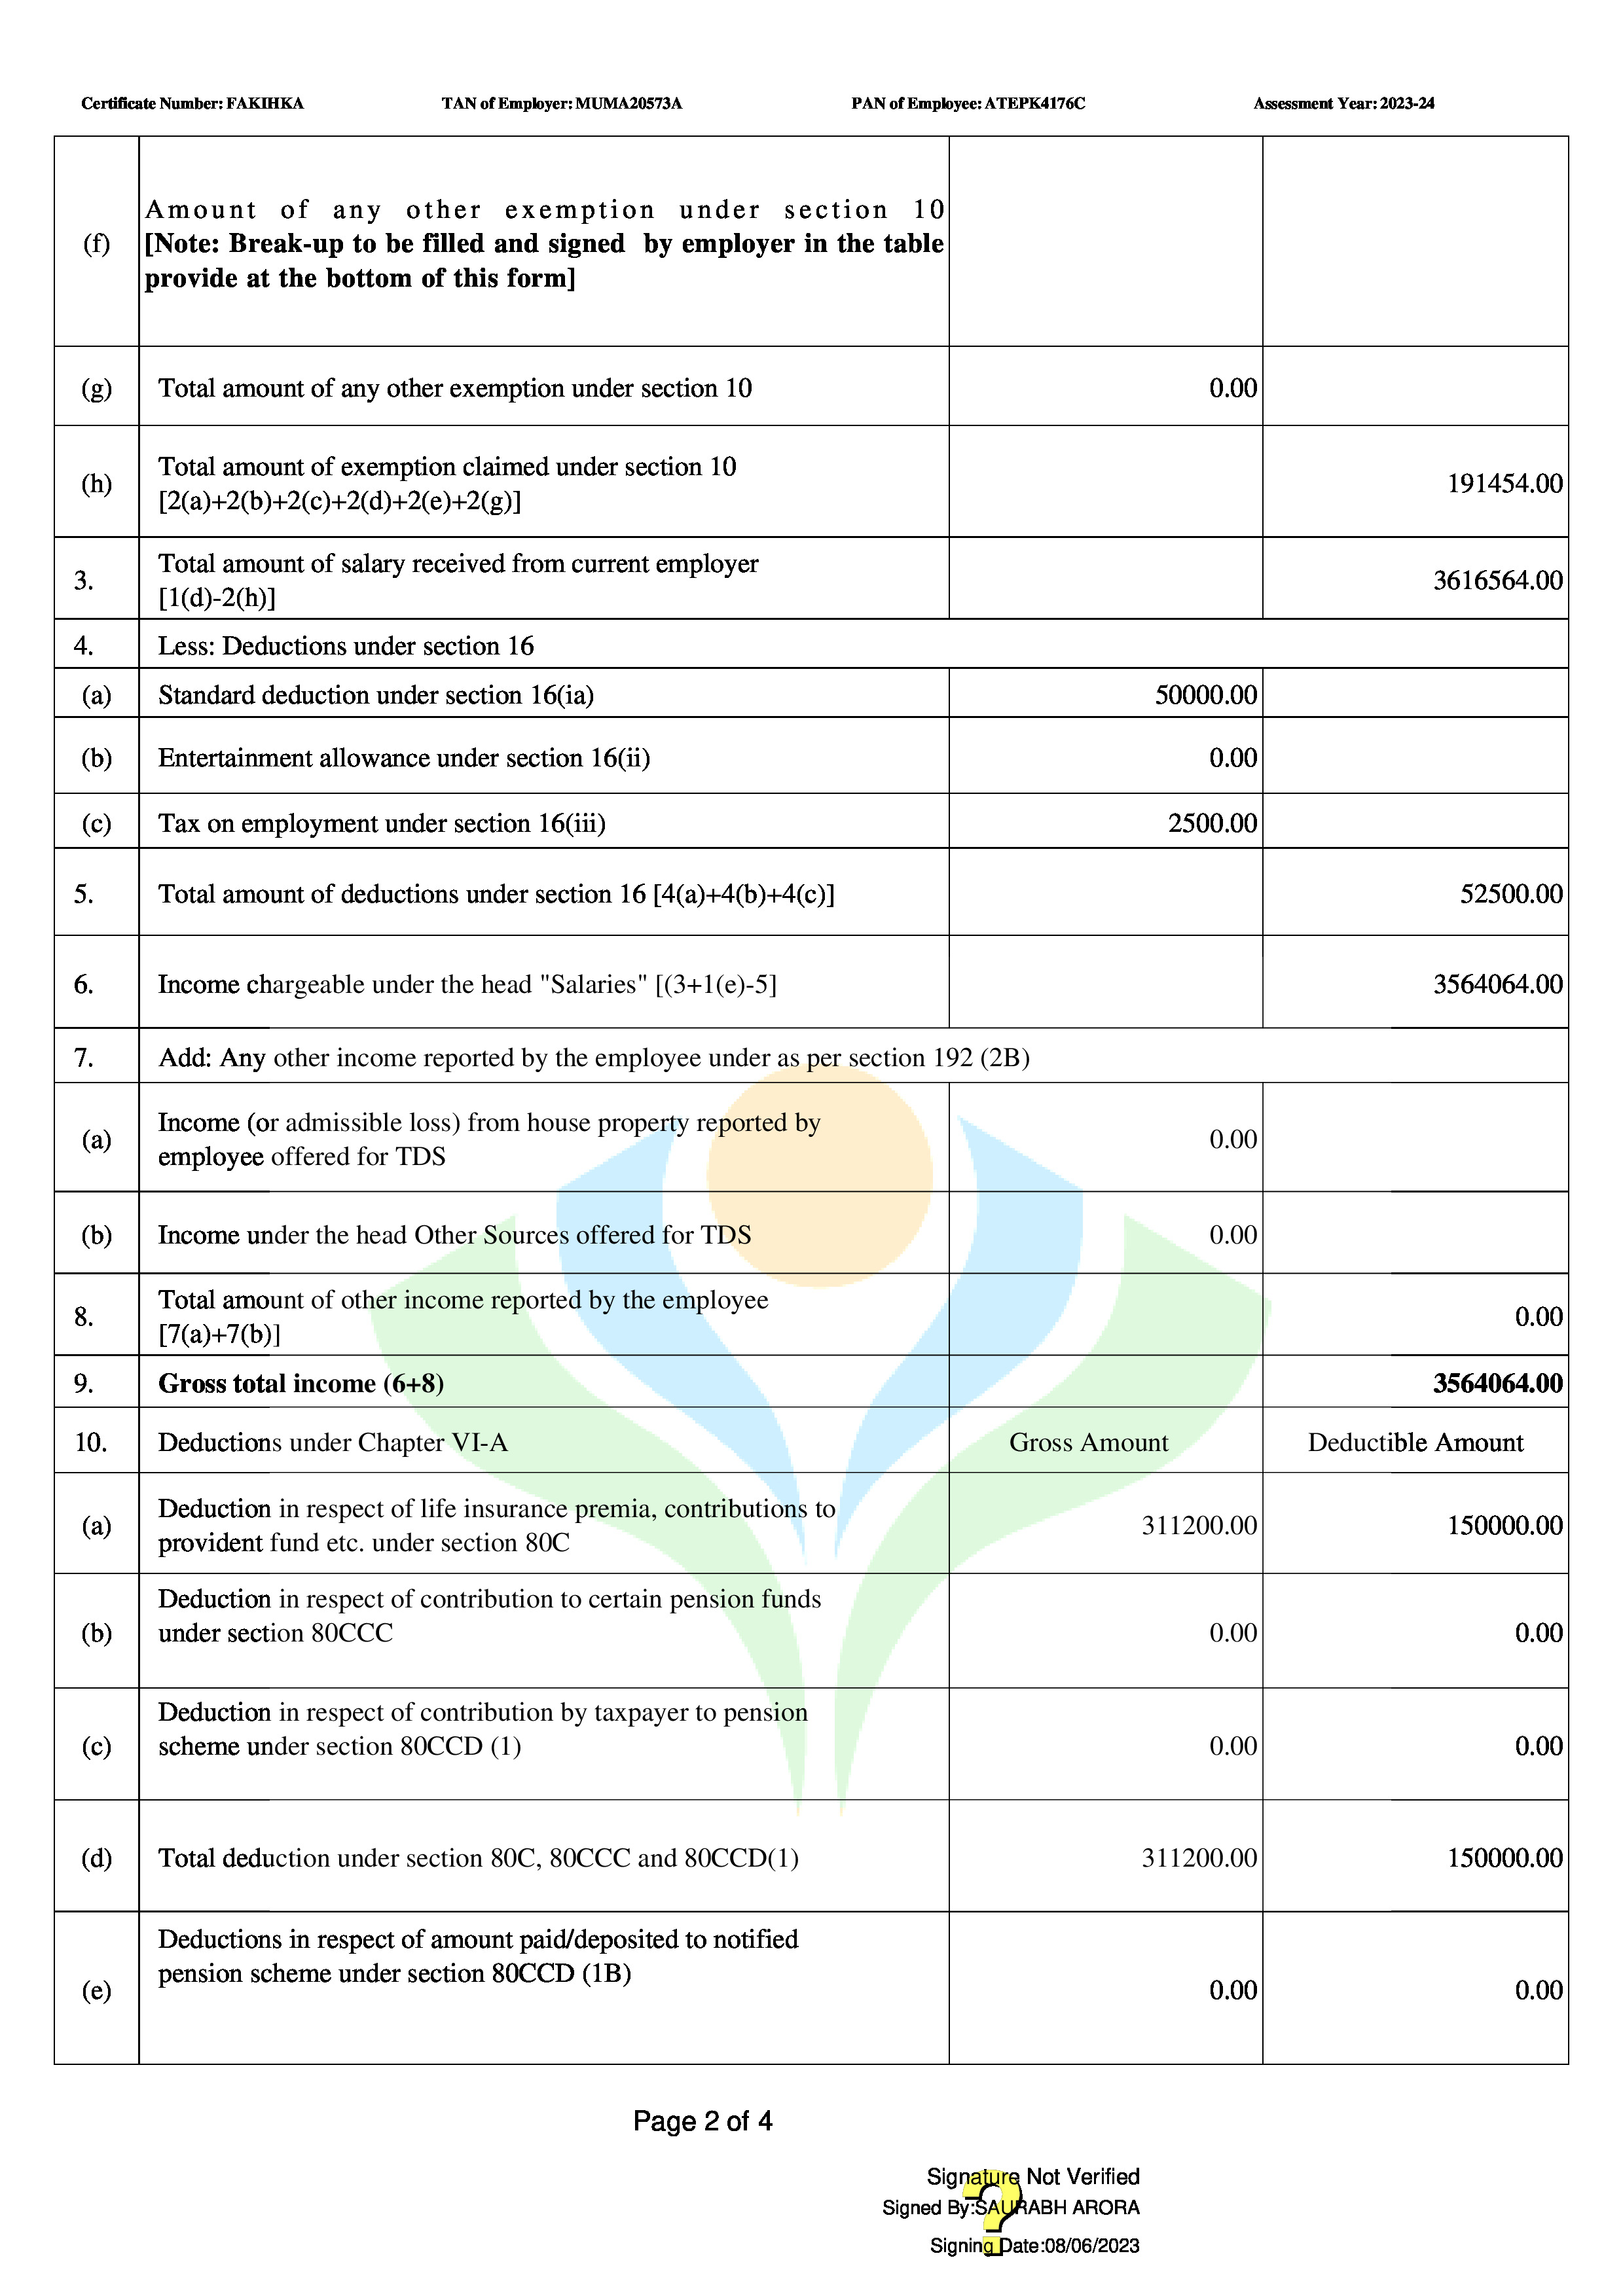 Certificate Number: FAKIHKA TAN of Employer: MUMA20573A PAN of Employee: ATEPK4176C Assessment Year: 2023-24
(f) Amount of any other exemption under section 10
[Note: Break-up to be filled and signed by employer in the table
provide at the bottom of this form]
(g) Total amount of any other exemption under section 10 0.00
(h) Total amount of exemption claimed under section 10
[2(a)+2(b)+2(c)+2(d)+2(e)+2(g)] 191454.00
3. Total amount of salary received from current employer
[1(d)-2(h)] 3616564.00
4. Less: Deductions under section 16
(a) Standard deduction under section 16(ia) 50000.00
(b) Entertainment allowance under section 16(ii) 0.00
(c) Tax on employment under section 16(iii) 2500.00
5. Total amount of deductions under section 16 [4(a)+4(b)+4(c)] 52500.00
6. Income chargeable under the head "Salaries" [(3+1(e)-5] 3564064.00
7. Add: Any other income reported by the employee under as per section 192 (2B)
(a) Income (or admissible loss) from house property reported by
employee offered for TDS 0.00
(b) Income under the head Other Sources offered for TDS 0.00
8. Total amount of other income reported by the employee
[7(a)+7(b)] 0.00
9. Gross total income (6+8) 3564064.00
10. Deductions under Chapter VI-A Gross Amount Deductible Amount
(a) Deduction in respect of life insurance premia, contributions to
provident fund etc. under section 80C 311200.00 150000.00
(b) Deduction in respect of contribution to certain pension funds
under section 80CCC 0.00 0.00
(c) Deduction in respect of contribution by taxpayer to pension
scheme under section 80CCD (1) 0.00 0.00
(d) Total deduction under section 80C, 80CCC and 80CCD(1) 311200.00 150000.00
(e) Deductions in respect of amount paid/deposited to notified
pension scheme under section 80CCD (1B) 0.00 0.00
Page 2 of 4
Signature Not Verified
Signed By:SAURABH ARORA
Signing Date:08/06/2023